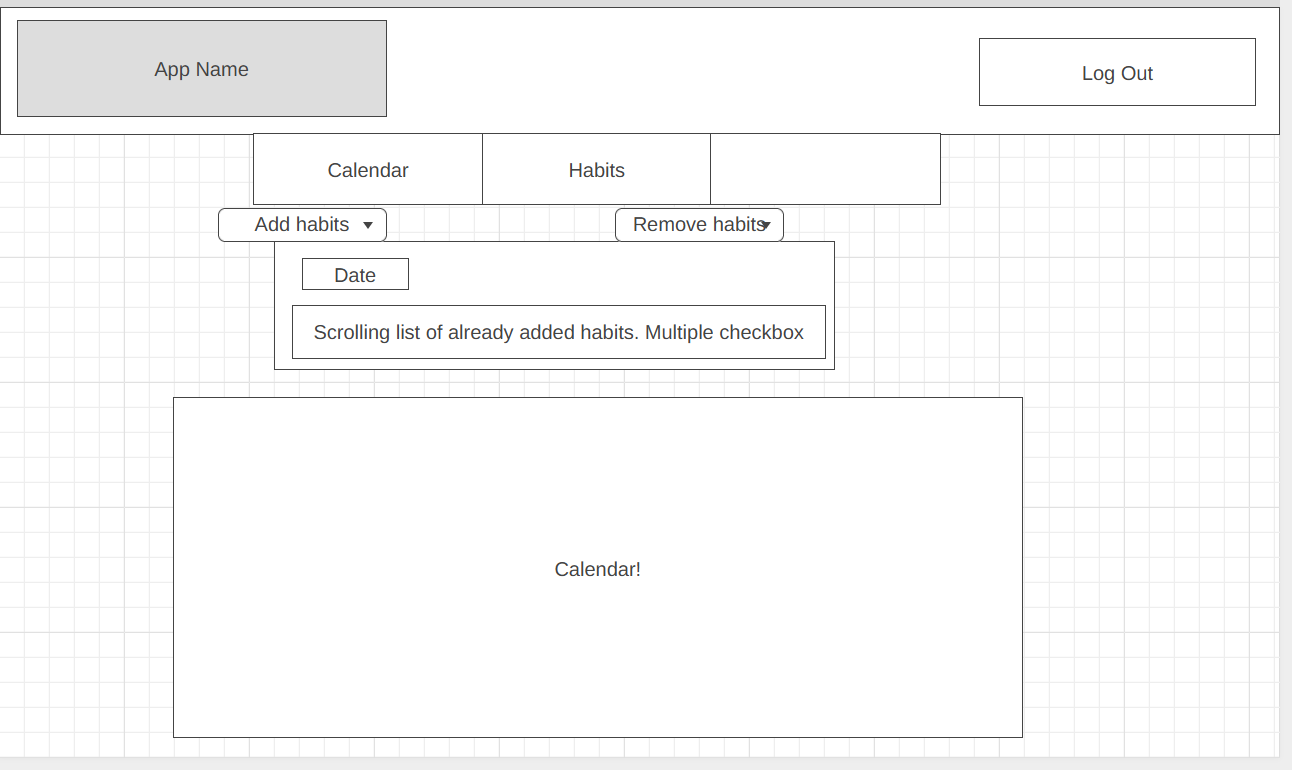 App Name
Log Out
Calendar
Habits
Add habits
Remove habits
Date
Scrolling list of already added habits. Multiple checkbox
Calendar!